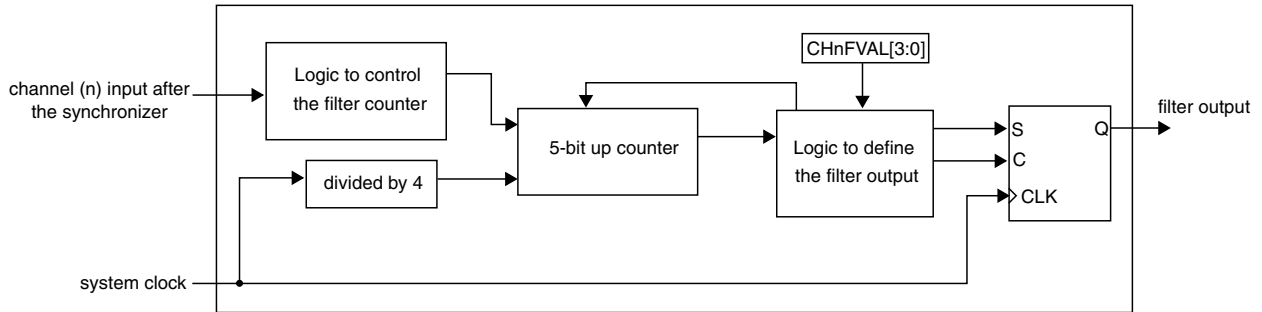 CHnFVAL[3:0]
Logic to control
the filter counter
channel (n) input after
the synchronizer
5-bit up counter
Logic to define
the filter output
S
Q
C
CLK
filter output
divided by 4
system clock